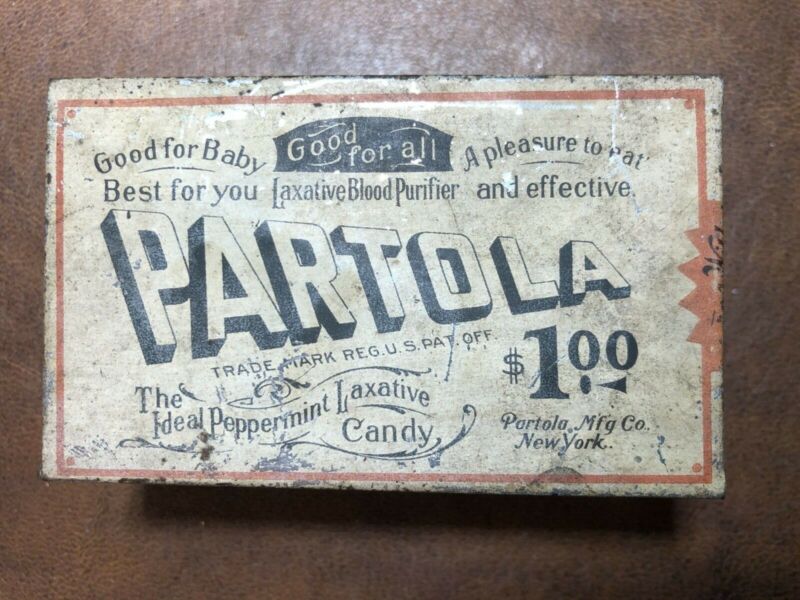 Good for Baby
Best for you
Good for all
Laxative Blood Purifier
A pleasure to eat
and effective.
PARTOLA
TRADE MARK REG. U.S. PAT. OFF.
$1.00
The
Ideal Peppermint Laxative
Candy
Partola Mfg Co.
New York.